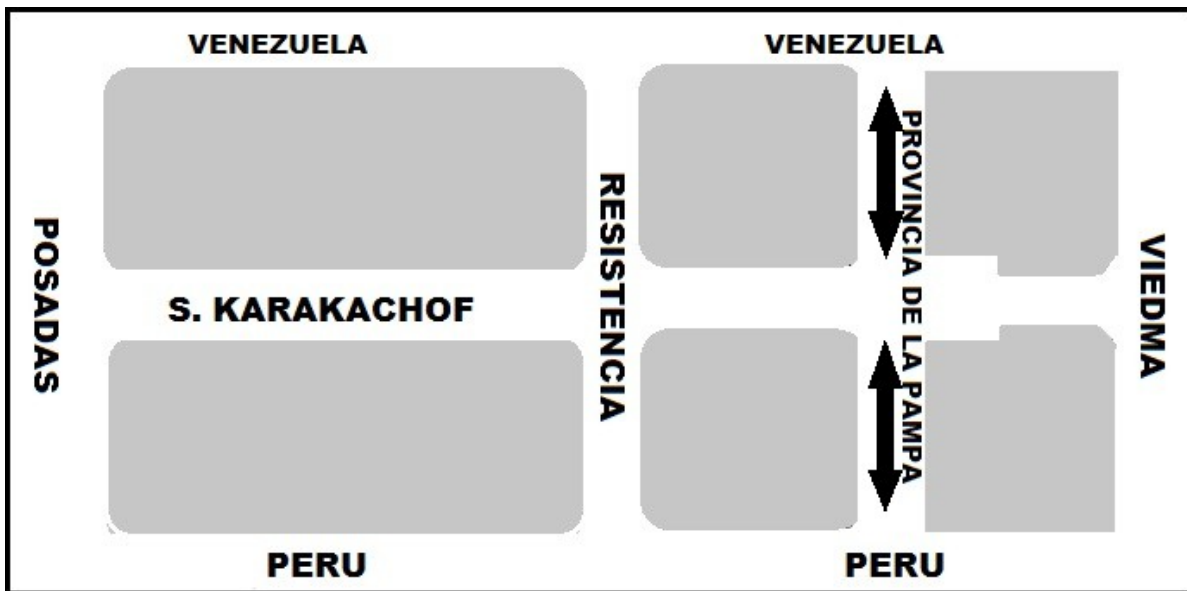 VENEZUELA
VENEZUELA
POSADAS
S. KARAKACHOF
RESISTENCIA
PROVINCIA DE LA PAMPA
VIEDMA
PERU
PERU